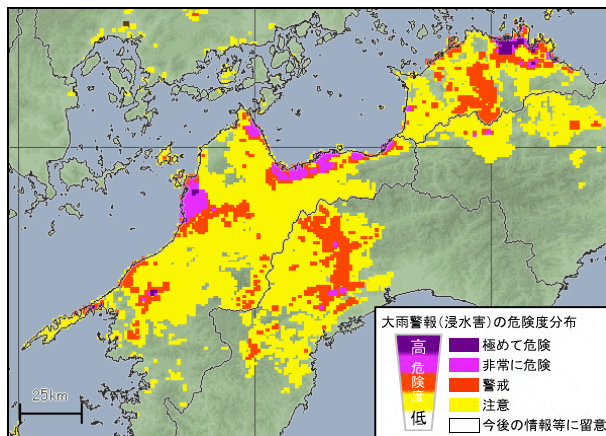 大雨警報(浸水害)の危険度分布
高
危険度
低
極めて危険
非常に危険
警戒
注意
今後の情報等に留意
25km